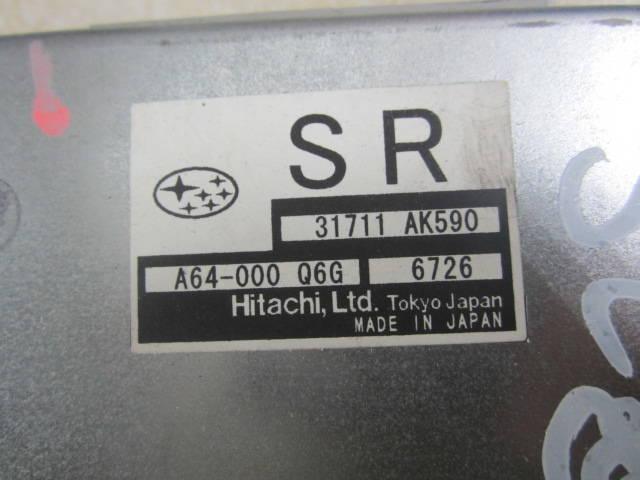 SR
31711 AK590
A64-000 Q6G 6726
Hitachi, Ltd. Tokyo Japan
MADE IN JAPAN